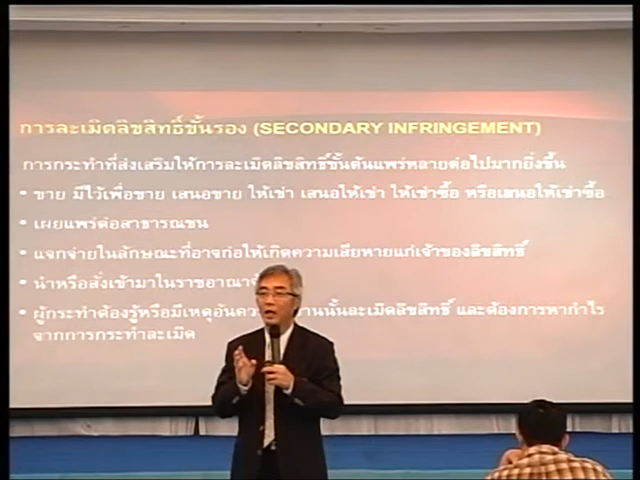 การละเมิดลิขสิทธิ์ขั้นรอง (SECONDARY INFRINGEMENT)
การกระทำที่ส่งเสริมให้การละเมิดลิขสิทธิ์ขั้นต้นแพร่หลายต่อไปมากยิ่งขึ้น
• ขาย มีไว้เพื่อขาย เสนอขาย ให้เช่า เสนอให้เช่า ให้เช่าซื้อ หรือเสนอให้เช่าซื้อ
• เผยแพร่ต่อสาธารณชน
• แจกจ่ายในลักษณะที่อาจก่อให้เกิดความเสียหายแก่เจ้าของลิขสิทธิ์
• นำหรือสั่งเข้ามาในราชอาณา
• ผู้กระทำต้องรู้หรือมีเหตุอันควร านนั้นละเมิดลิขสิทธิ์ และต้องการหากำไร
จากการกระทำละเมิด